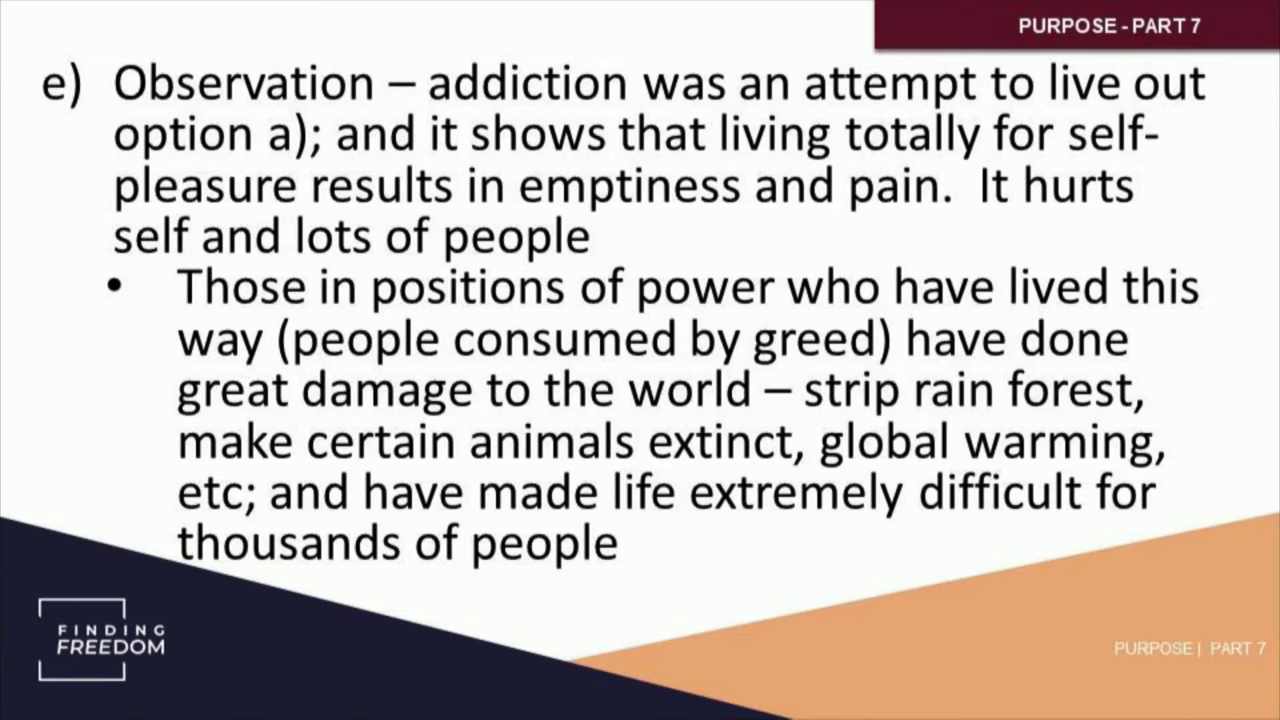 PURPOSE - PART 7
e) Observation – addiction was an attempt to live out
option a); and it shows that living totally for self-
pleasure results in emptiness and pain.  It hurts
self and lots of people
• Those in positions of power who have lived this
way (people consumed by greed) have done
great damage to the world – strip rain forest,
make certain animals extinct, global warming,
etc; and have made life extremely difficult for
thousands of people
FINDING
FREEDOM
PURPOSE | PART 7